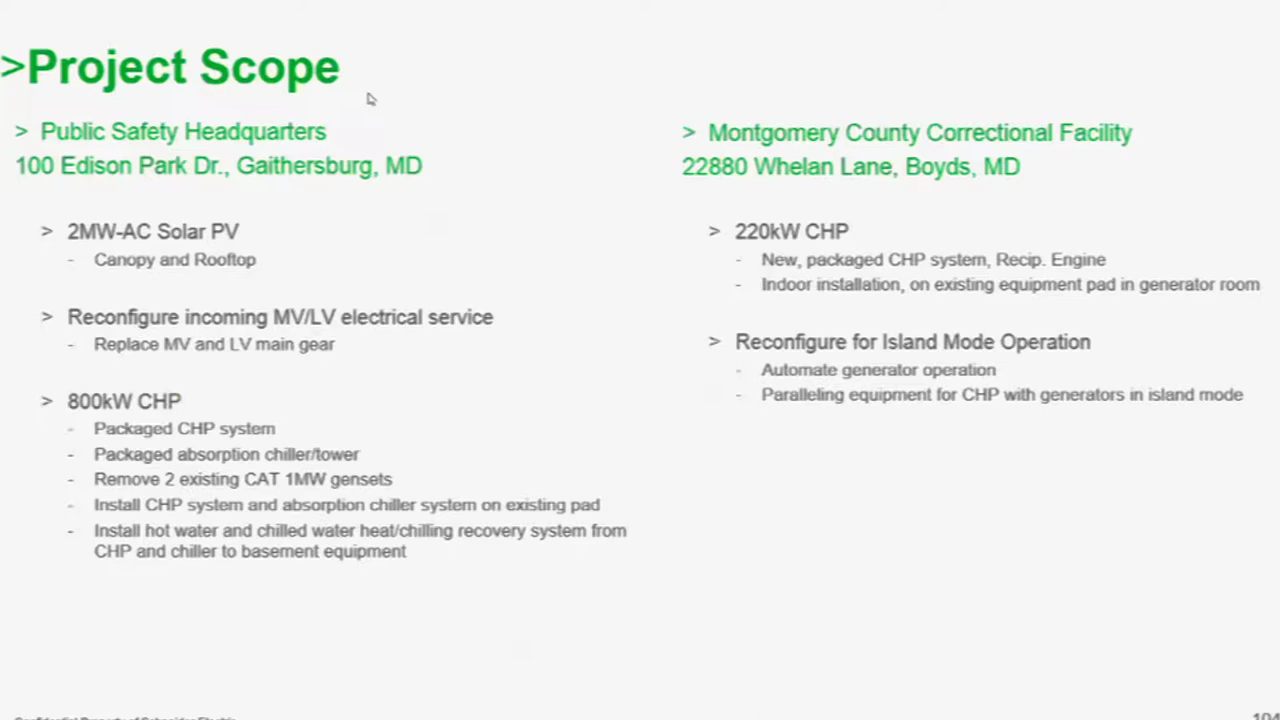 >Project Scope
> Public Safety Headquarters
100 Edison Park Dr., Gaithersburg, MD
> 2MW-AC Solar PV
- Canopy and Rooftop
> Reconfigure incoming MV/LV electrical service
- Replace MV and LV main gear
> 800kW CHP
- Packaged CHP system
- Packaged absorption chiller/tower
- Remove 2 existing CAT 1MW gensets
- Install CHP system and absorption chiller system on existing pad
- Install hot water and chilled water heat/chilling recovery system from
CHP and chiller to basement equipment
> Montgomery County Correctional Facility
22880 Whelan Lane, Boyds, MD
> 220kW CHP
- New, packaged CHP system, Recip. Engine
- Indoor installation, on existing equipment pad in generator room
> Reconfigure for Island Mode Operation
- Automate generator operation
- Paralleling equipment for CHP with generators in island mode
Confidential Property of Schneider Electric
104